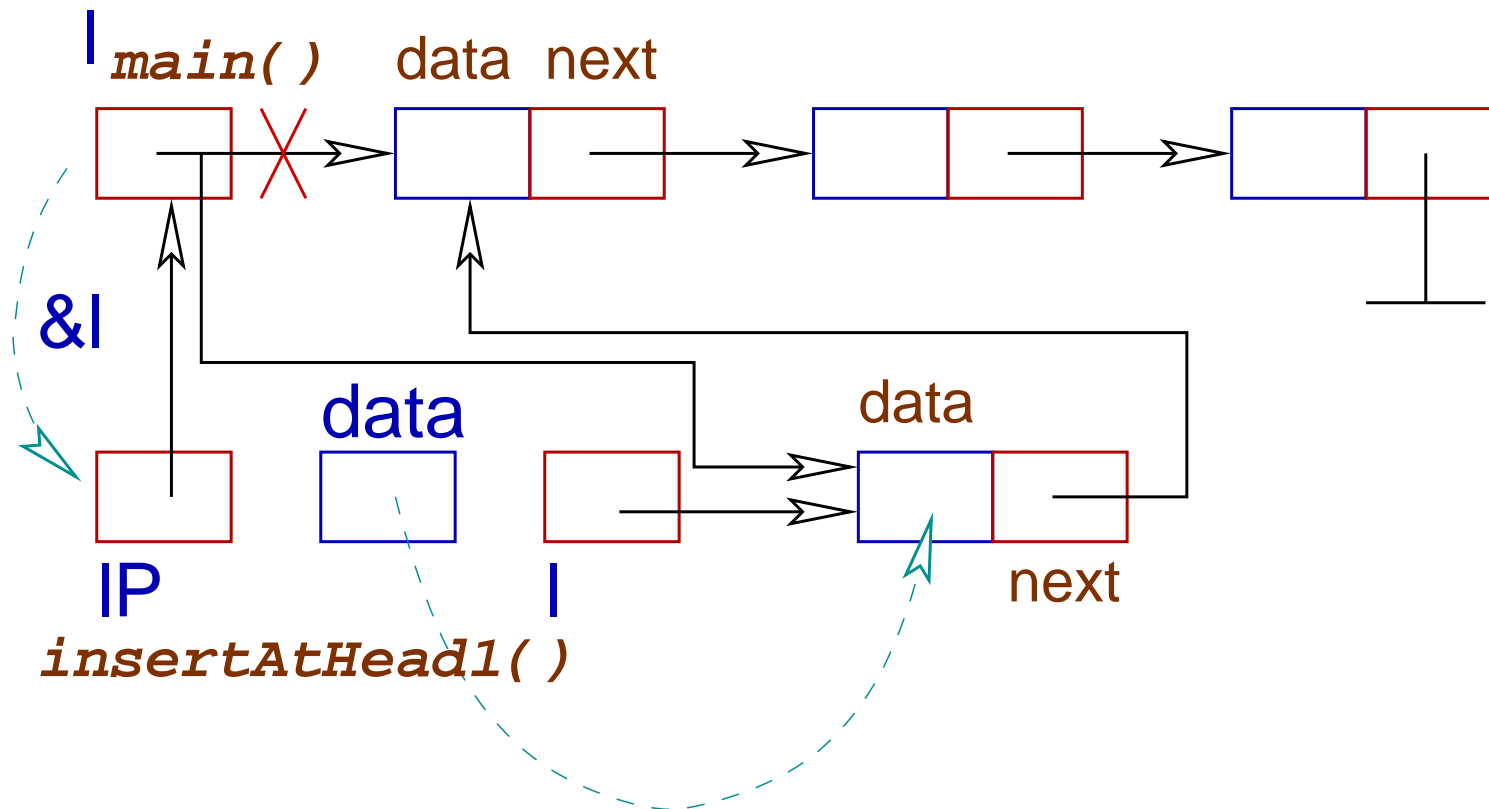 l
main()
data next
&l
data
data
lP
l
next
insertAtHead1()